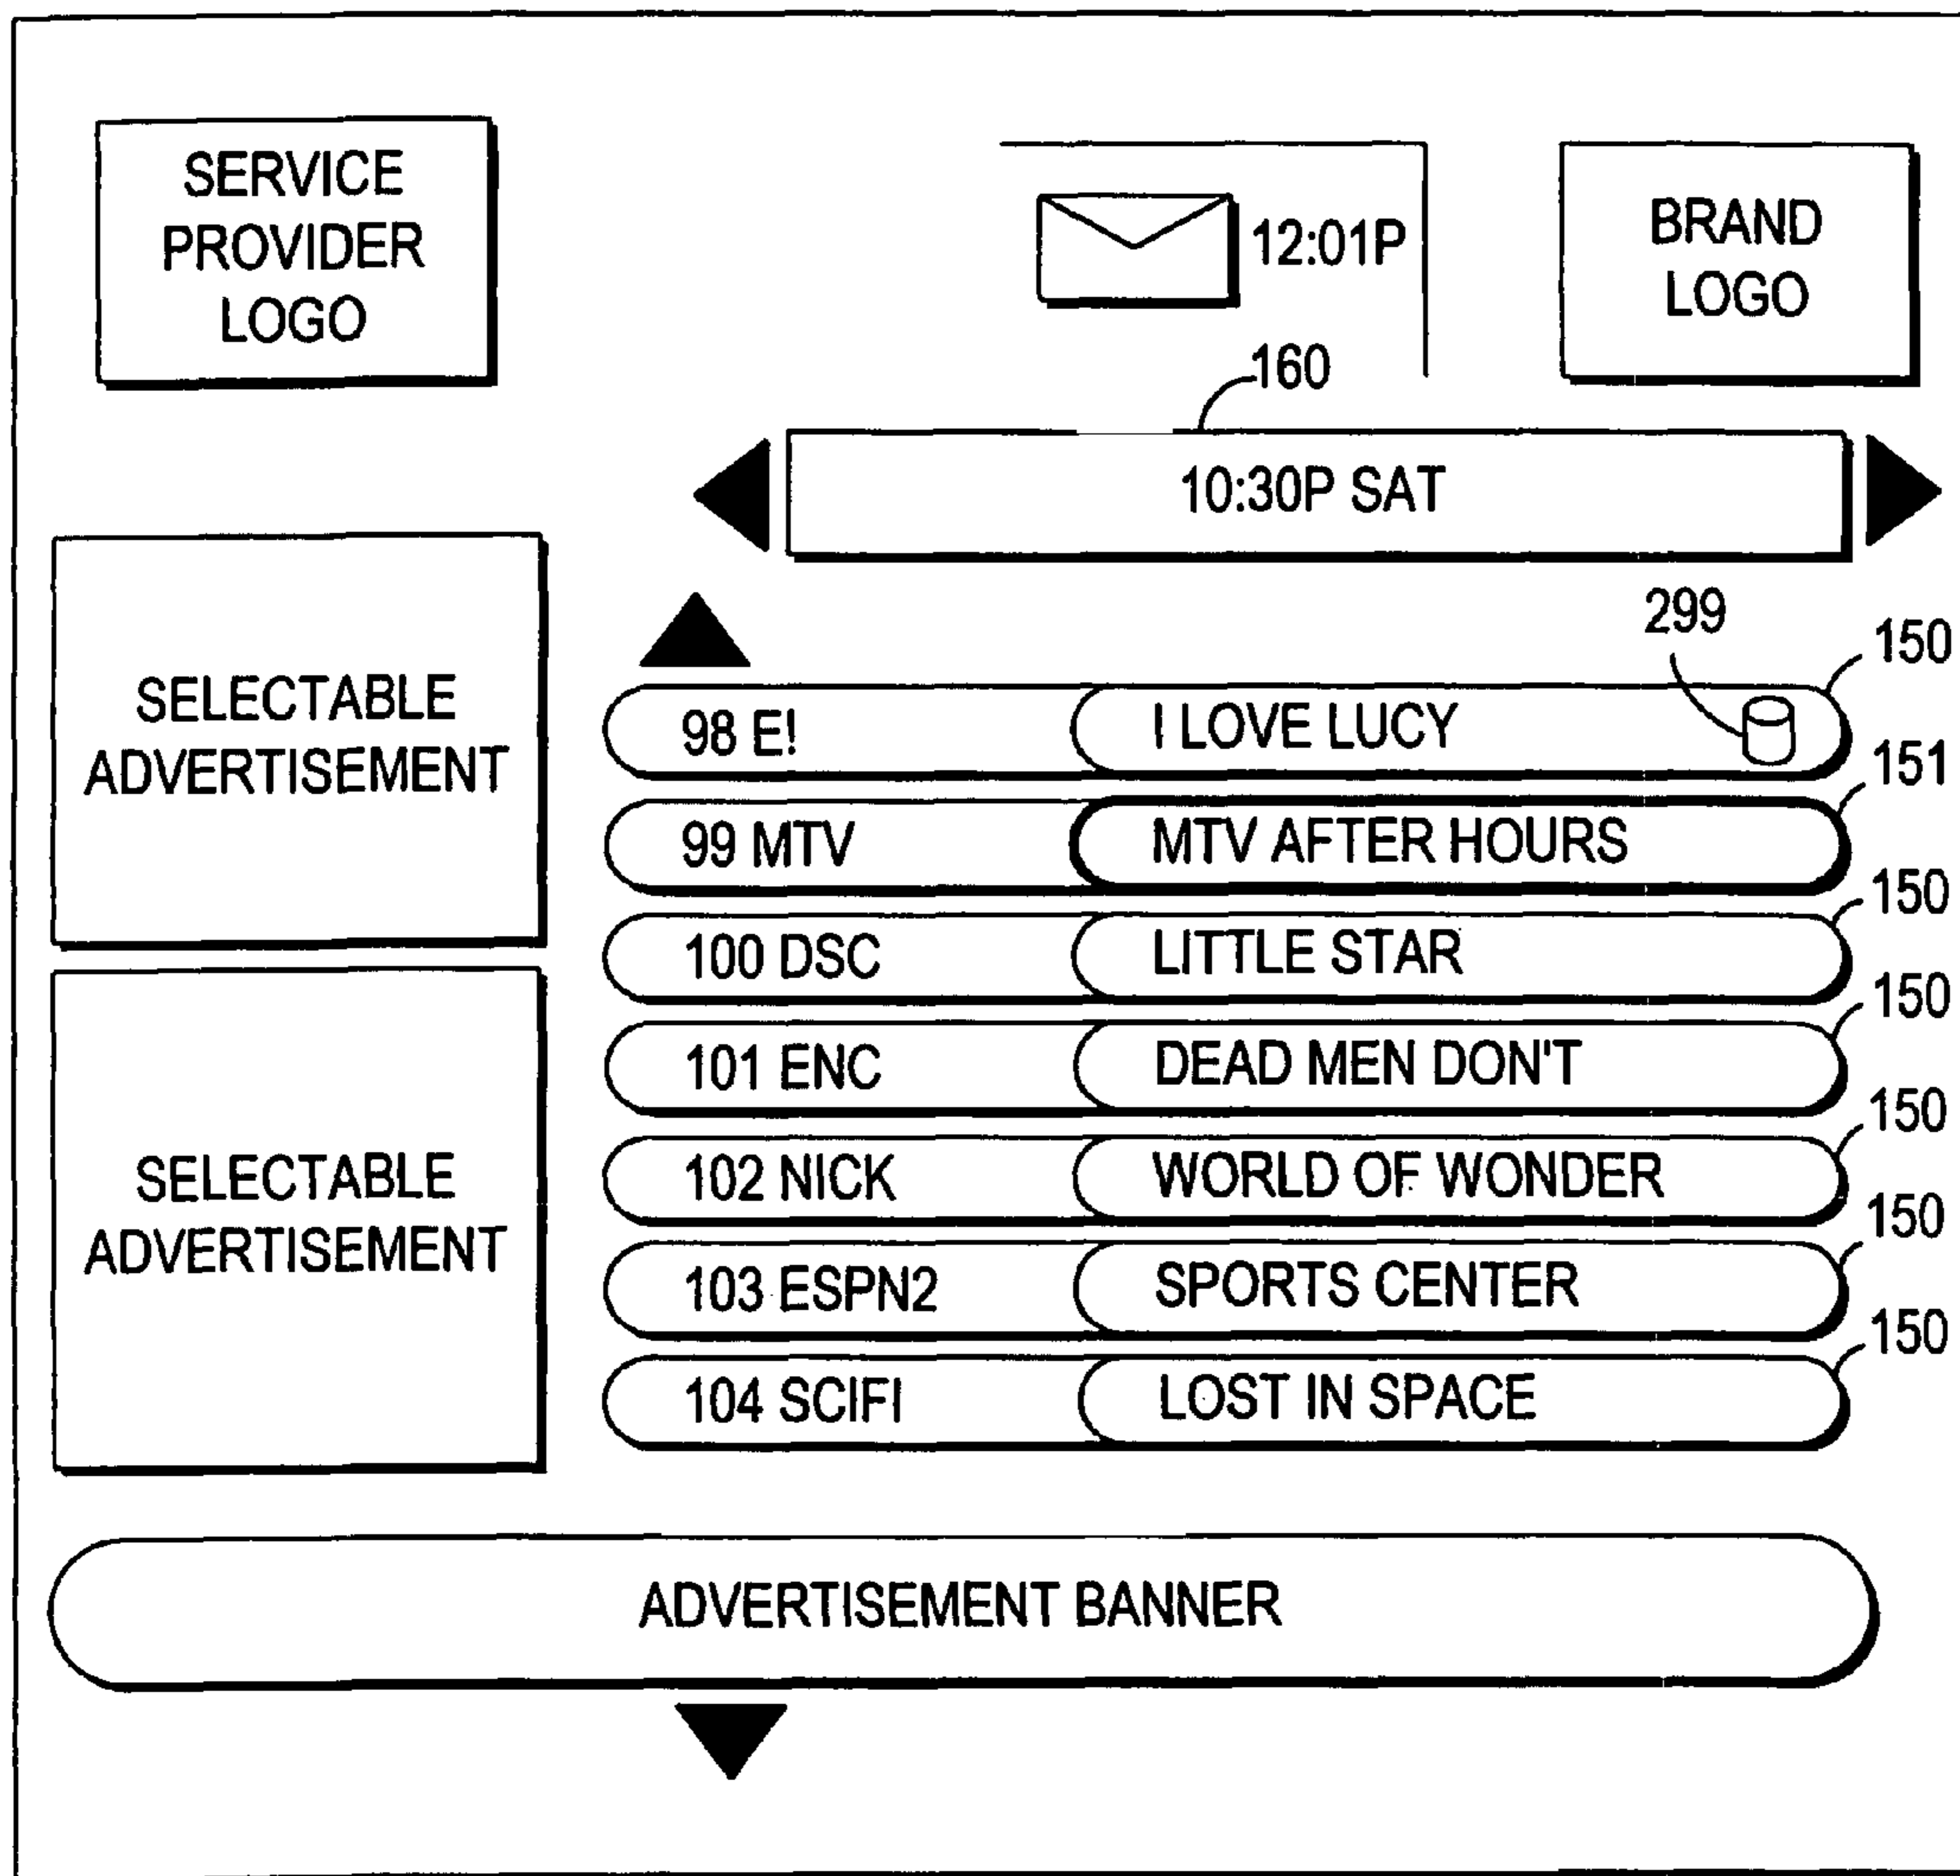 SERVICE
PROVIDER
LOGO
12:01P
BRAND
LOGO
160
10:30P SAT
299
150
SELECTABLE
ADVERTISEMENT
98 E! I LOVE LUCY
151
99 MTV MTV AFTER HOURS
150
100 DSC LITTLE STAR
150
101 ENC DEAD MEN DON'T
150
SELECTABLE
ADVERTISEMENT
102 NICK WORLD OF WONDER
150
103 ESPN2 SPORTS CENTER
150
104 SCIFI LOST IN SPACE
ADVERTISEMENT BANNER